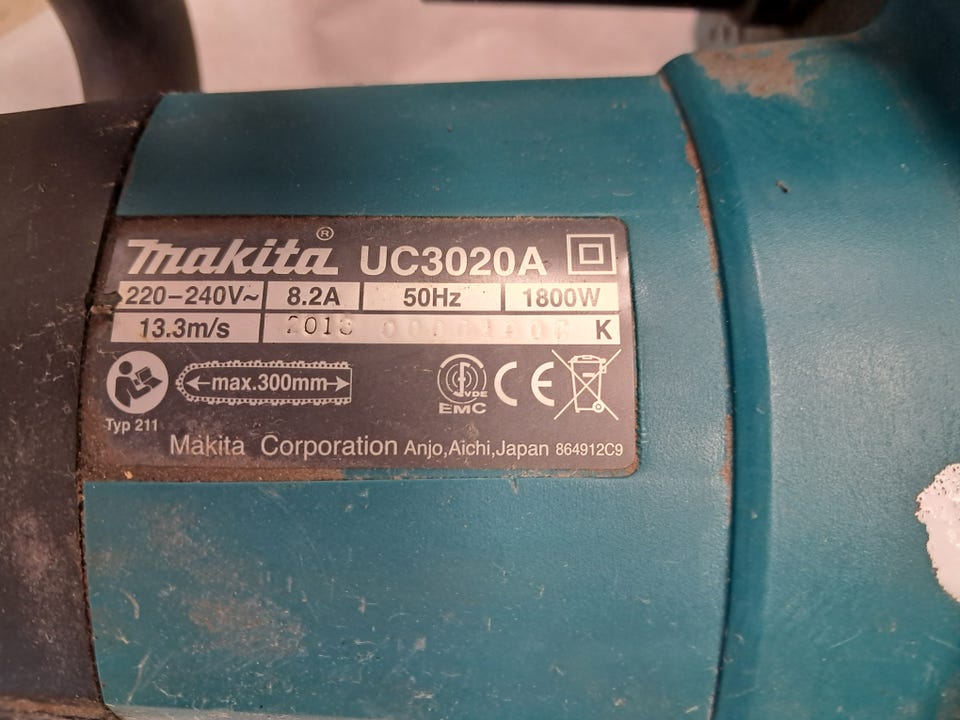 makita® UC3020A
220-240V~ 8.2A 50Hz 1800W
13.3m/s K
max.300mm
VDE
EMC
CE
Typ 211
Makita Corporation Anjo,Aichi,Japan 864912C9